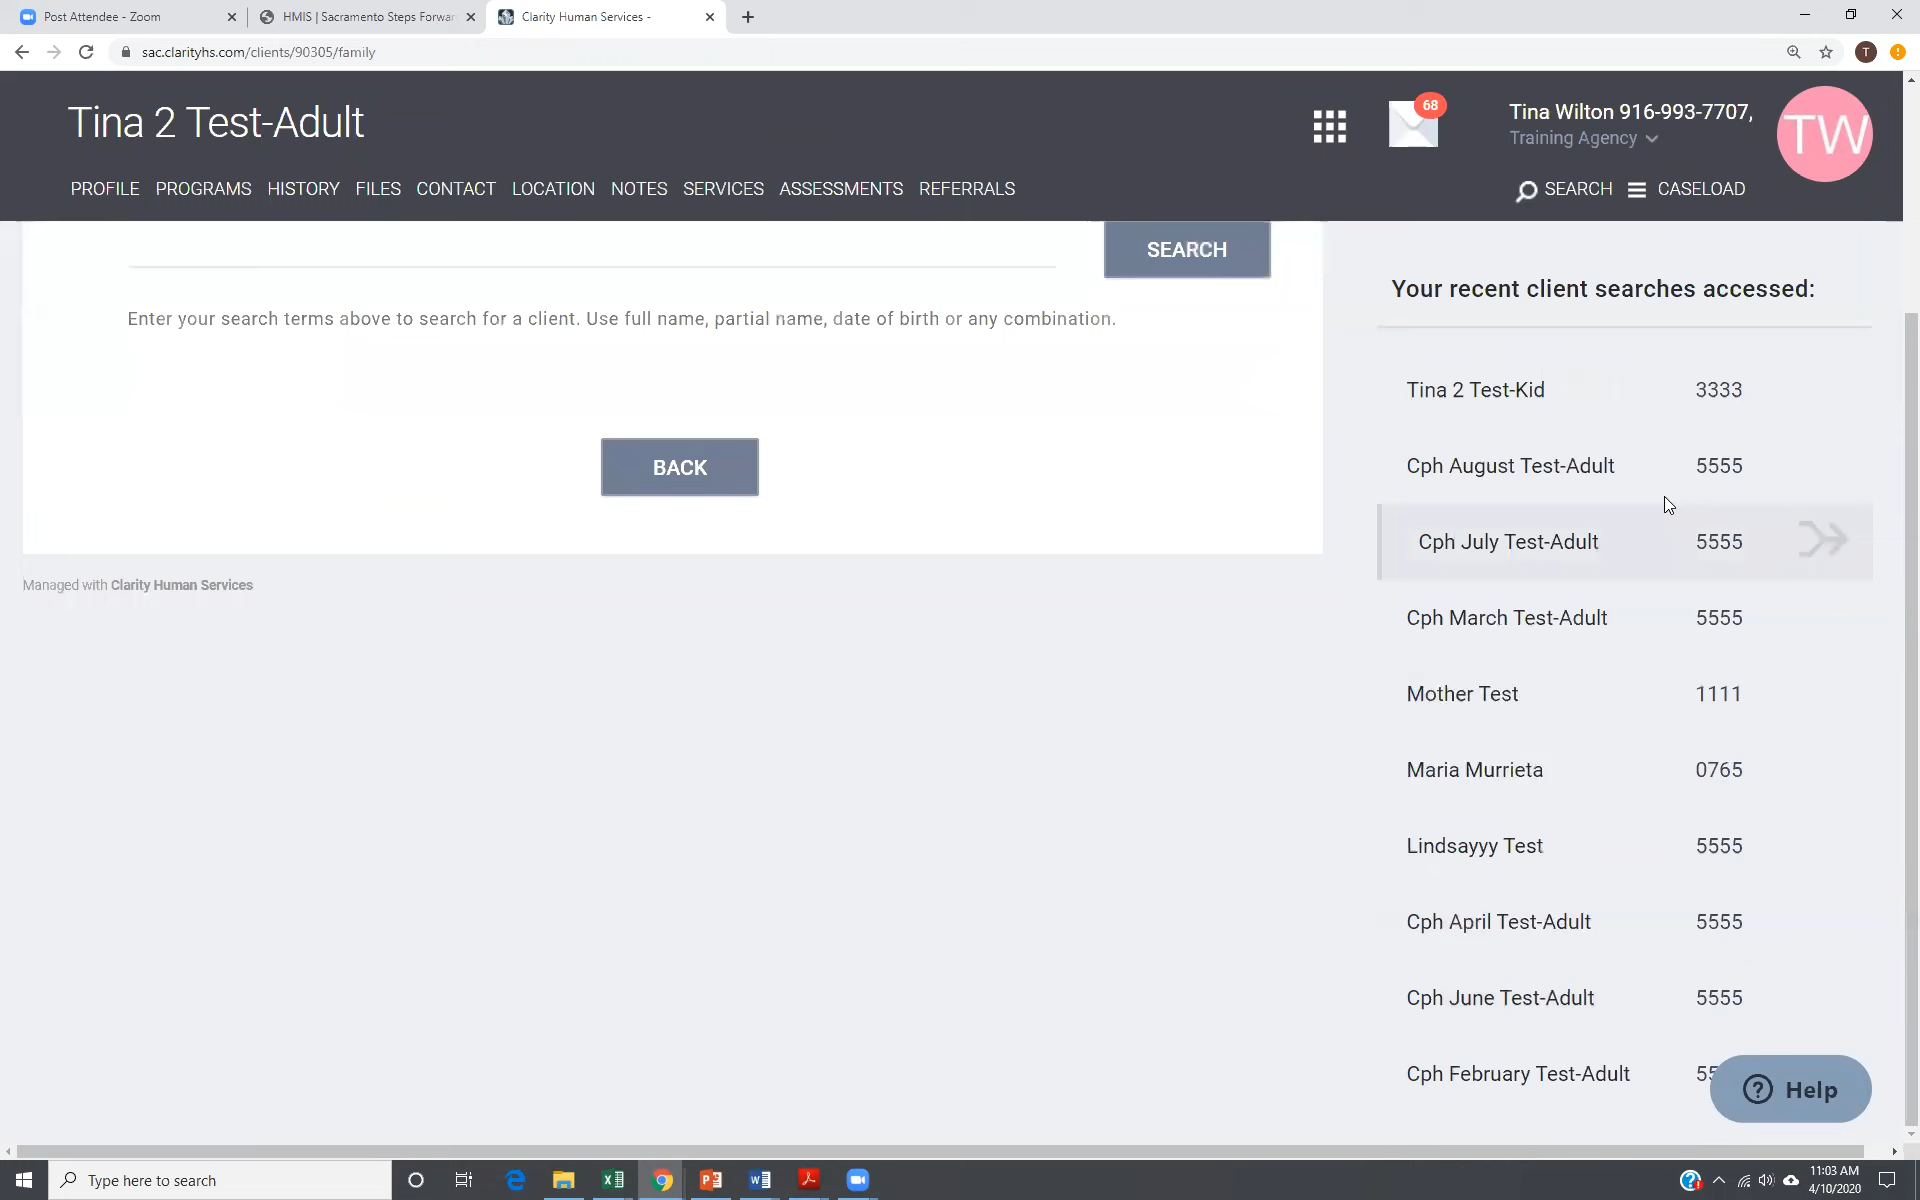 Post Attendee - Zoom
HMIS | Sacramento Steps Forwar
Clarity Human Services -
sac.clarityhs.com/clients/90305/family
T
Tina 2 Test-Adult
68
Tina Wilton 916-993-7707,
Training Agency
TW
PROFILE PROGRAMS HISTORY FILES CONTACT LOCATION NOTES SERVICES ASSESSMENTS REFERRALS
SEARCH CASELOAD
SEARCH
Enter your search terms above to search for a client. Use full name, partial name, date of birth or any combination.
BACK
Managed with Clarity Human Services
Your recent client searches accessed:
Tina 2 Test-Kid 3333
Cph August Test-Adult 5555
Cph July Test-Adult 5555
Cph March Test-Adult 5555
Mother Test 1111
Maria Murrieta 0765
Lindsayyy Test 5555
Cph April Test-Adult 5555
Cph June Test-Adult 5555
Cph February Test-Adult 55
Help
Type here to search
11:03 AM
4/10/2020